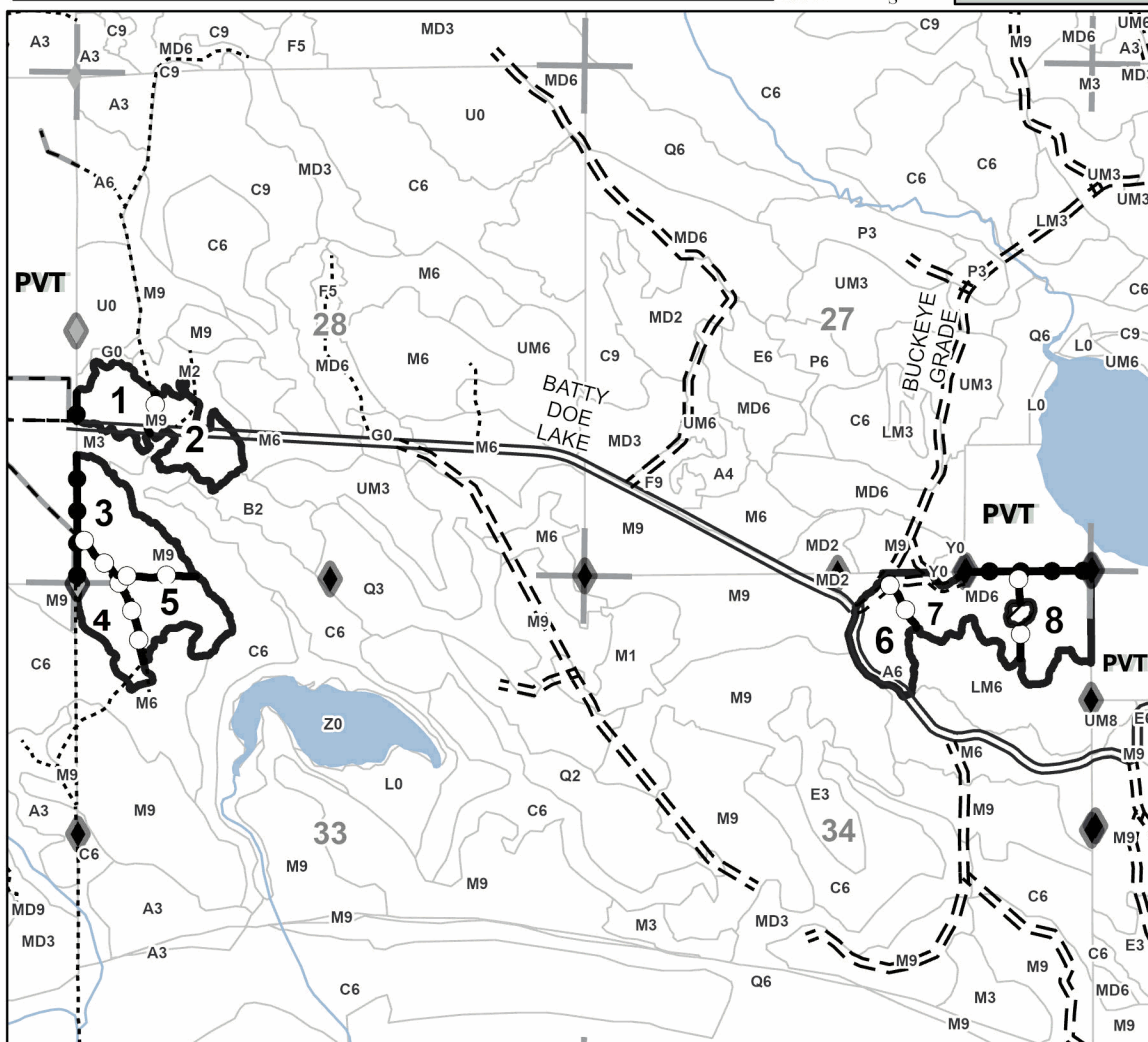 C9
C9
MD3
C9
M9
MD6
UM6
A3
A3
MD6
F5
A3
C9
MD6
M3
MD3
A3
U0
C6
Q6
MD3
C6
C6
A6
C9
C6
UM3
UM3
LM3
C6
MD6
P3
PVT
M6
P3
UM3
C6
M9
F5
BUCKEYE
GRADE
U0
28
MD2
27
M9
Q6
C9
L0
G0
UM6
C9
E6
P6
UM6
M6
MD6
M2
UM3
BATTY
DOE
LAKE
1
M9
MD6
L0
C6
UM6
LM3
2
M6
G0
M6
MD3
M3
A4
F9
UM3
MD6
B2
3
M9
M6
PVT
M6
MD2
M9
Y0
M9
Y0
MD2
Q3
M9
M9
MD6
5
4
M9
7
8
C6
6
C6
C6
M1
A6
PVT
LM6
M6
M9
UM8
E6
Z0
M6
M9
M9
Q2
L0
E3
A3
M9
C6
M9
M9
33
34
M9
C6
M9
M9
C6
C6
MD9
A3
M9
M3
MD3
MD3
E3
A3
C6
M9
M9
Q6
C6
MD6
M3
M9
M9